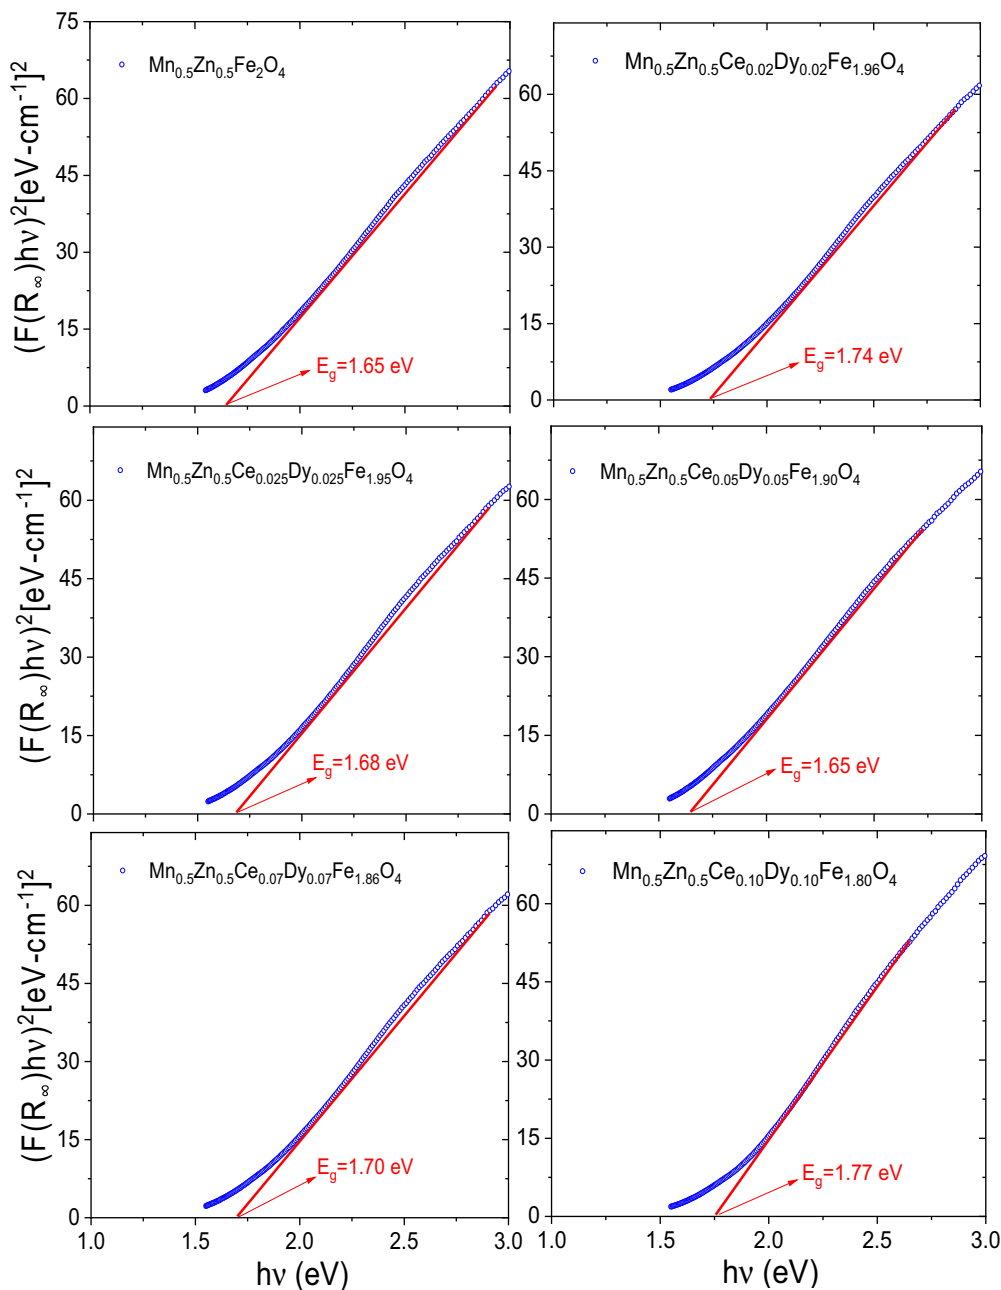 75
60
45
30
15
0
(F(R∞)hν)²[eV-cm⁻¹]²
Mn₀.₅Zn₀.₅Fe₂O₄
E_g=1.65 eV
60
45
30
15
0
Mn₀.₅Zn₀.₅Ce₀.₀₂Dy₀.₀₂Fe₁.₉₆O₄
E_g=1.74 eV
60
45
30
15
0
(F(R∞)hν)²[eV-cm⁻¹]²
Mn₀.₅Zn₀.₅Ce₀.₀₂₅Dy₀.₀₂₅Fe₁.₉₅O₄
E_g=1.68 eV
60
45
30
15
0
Mn₀.₅Zn₀.₅Ce₀.₀₅Dy₀.₀₅Fe₁.₉₀O₄
E_g=1.65 eV
60
45
30
15
0
(F(R∞)hν)²[eV-cm⁻¹]²
Mn₀.₅Zn₀.₅Ce₀.₀₇Dy₀.₀₇Fe₁.₈₆O₄
E_g=1.70 eV
1.0 1.5 2.0 2.5 3.0
hν (eV)
60
45
30
15
0
Mn₀.₅Zn₀.₅Ce₀.₁₀Dy₀.₁₀Fe₁.₈₀O₄
E_g=1.77 eV
1.0 1.5 2.0 2.5 3.0
hν (eV)